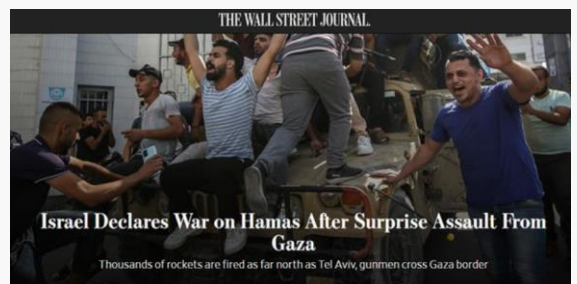 THE WALL STREET JOURNAL.
Israel Declares War on Hamas After Surprise Assault From
Gaza
Thousands of rockets are fired as far north as Tel Aviv, gunmen cross Gaza border